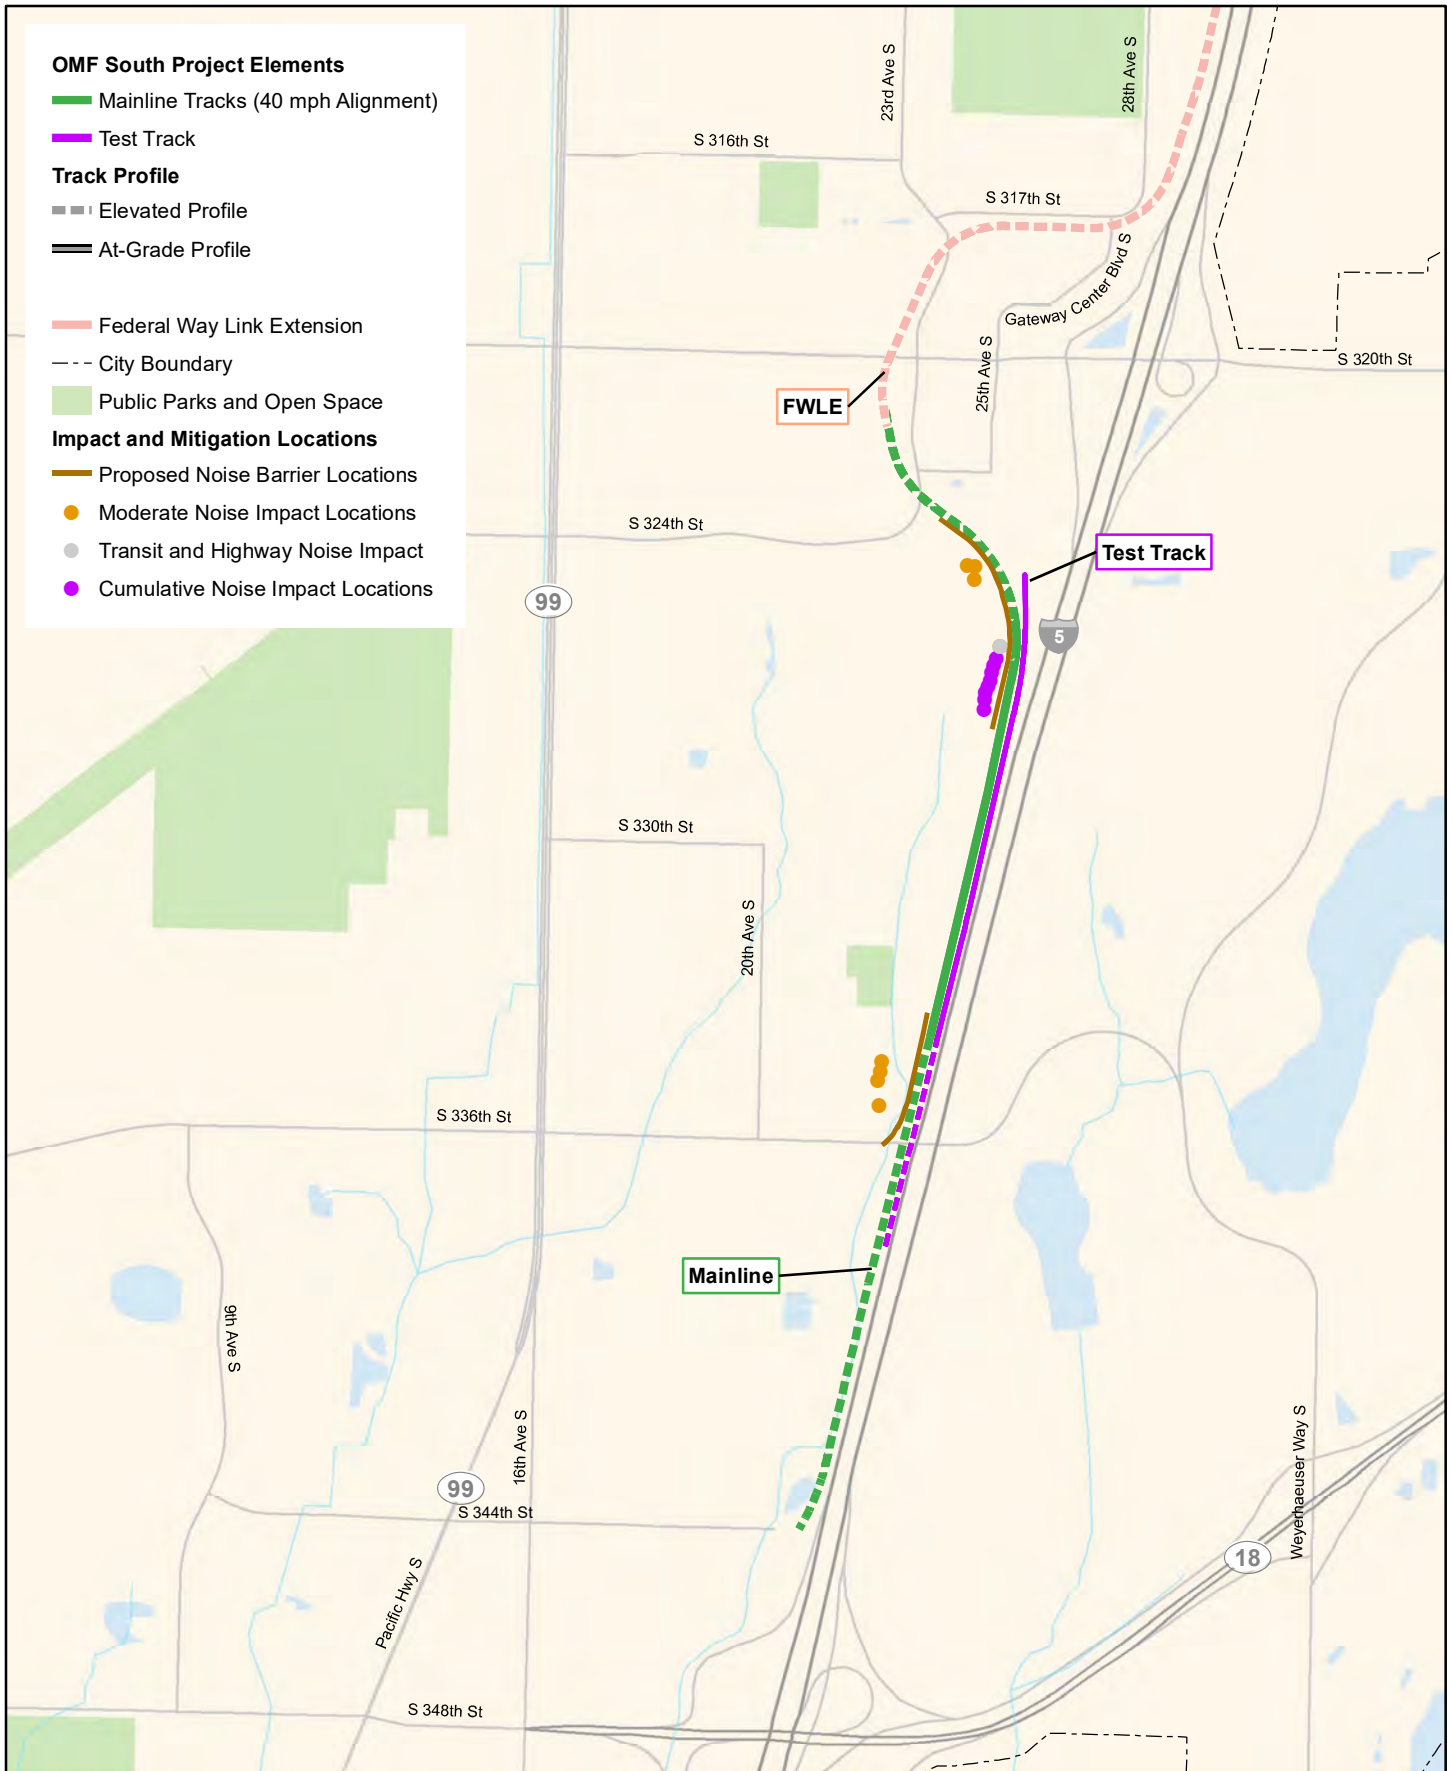 OMF South Project Elements
Mainline Tracks (40 mph Alignment)
Test Track
Track Profile
Elevated Profile
At-Grade Profile
Federal Way Link Extension
City Boundary
Public Parks and Open Space
Impact and Mitigation Locations
Proposed Noise Barrier Locations
Moderate Noise Impact Locations
Transit and Highway Noise Impact
Cumulative Noise Impact Locations
23rd Ave S
28th Ave S
S 316th St
S 317th St
Gateway Center Blvd S
S 320th St
25th Ave S
FWLE
S 324th St
Test Track
99
5
S 330th St
20th Ave S
S 336th St
Mainline
9th Ave S
16th Ave S
Weyerhaeuser Way S
99
S 344th St
18
Pacific Hwy S
S 348th St